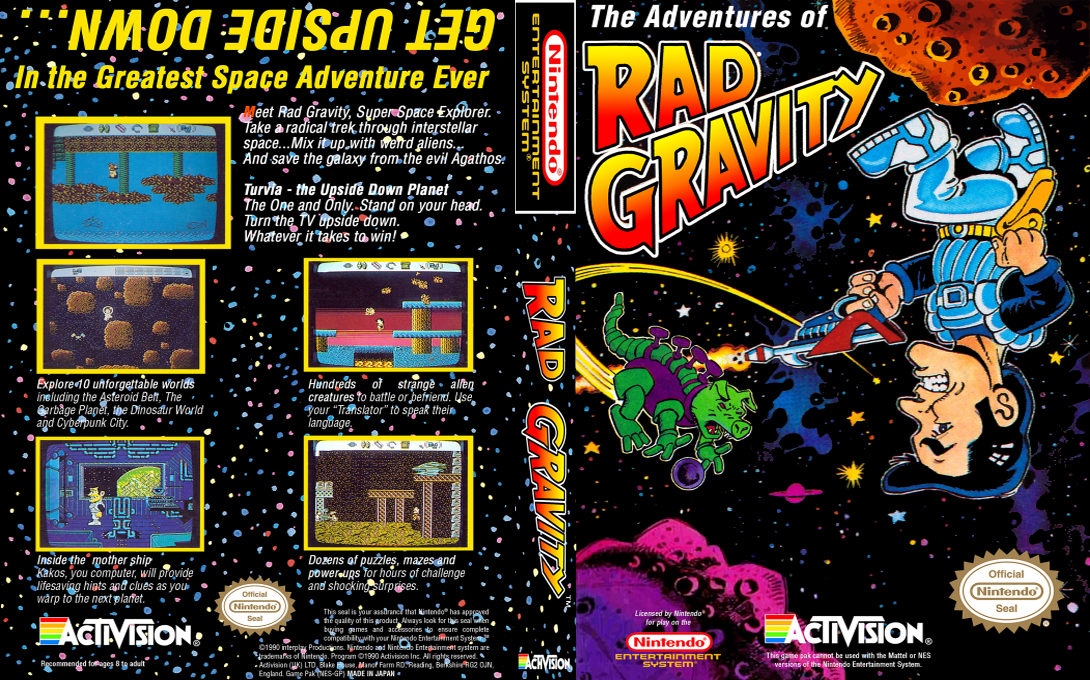 GET UPSIDE DOWN...
In the Greatest Space Adventure Ever
Meet Rad Gravity, Super Space Explorer.
Take a radical trek through interstellar
space...Mix it up with weird aliens...
And save the galaxy from the evil Agathos.
Turvia - the Upside Down Planet
The One and Only. Stand on your head.
Turn the TV upside down.
Whatever it takes to win!
Explore 10 unforgettable worlds
including the Asteroid Belt, The
Garbage Planet, the Dinosaur World
and Cyberpunk City.
Hundreds of strange alien
creatures to battle or befriend. Use
your “Translator” to speak their
language.
Inside the mother ship
Kakos, you computer, will provide
lifesaving hints and clues as you
warp to the next planet.
Dozens of puzzles, mazes and
power-ups for hours of challenge
and shocking surprises.
ACTIVISION®
Recommended for ages 8 to adult
Official
Nintendo®
Seal
This seal is your assurance that Nintendo® has approved
the quality of this product. Always look for this seal when
buying games and accessories to ensure complete
compatibility with your Nintendo Entertainment System®
©1990 interplay Productions. Nintendo and Nintendo Entertainment system are
trademarks of Nintendo. Program ©1990 Activision Inc. All rights reserved.
Activision (UK) LTD, Blake House, Manor Farm RD, Reading, Berkshire RG2 OJN,
England. Game Pak (NES-GP) MADE IN JAPAN
Nintendo
ENTERTAINMENT
SYSTEM®
RAD GRAVITY™
ACTIVISION
The Adventures of
RAD
GRAVITY
Licensed by Nintendo®
for play on the
Nintendo®
ENTERTAINMENT
SYSTEM®
ACTIVISION®
This game pak cannot be used with the Mattel or NES
versions of the Nintendo Entertainment System.
Official
Nintendo®
Seal